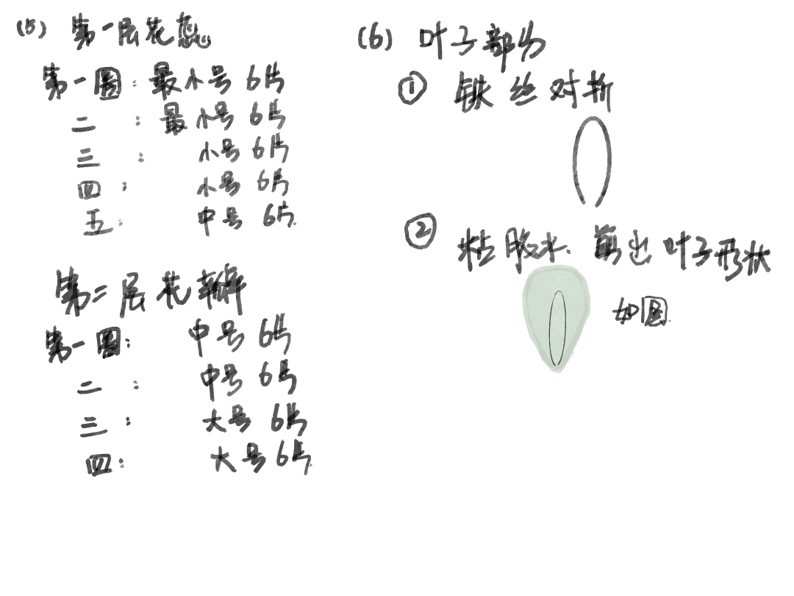 (5) 第一层花蕊
第一圈：最小号 6片
二：最小号 6片
三：小号 6片
四：小号 6片
五：中号 6片.
第二层花瓣
第一圈：中号 6片
二：中号 6片
三：大号 6片
四：大号 6片.
(6) 叶子部分
① 铁丝对折
② 粘胶水.剪出叶子形状
如图.